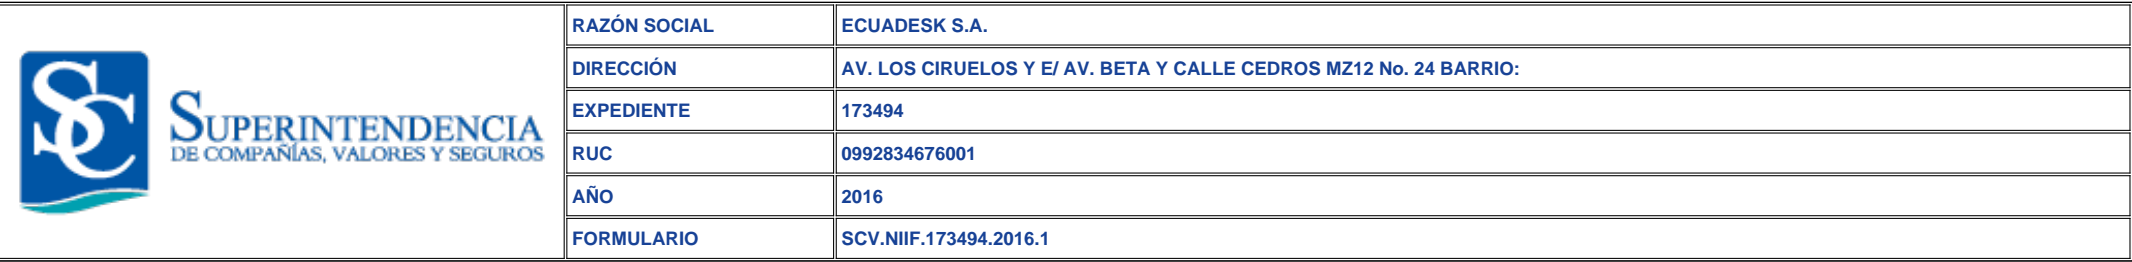 SC
SUPERINTENDENCIA
DE COMPAÑÍAS, VALORES Y SEGUROS
RAZÓN SOCIAL ECUADESK S.A.
DIRECCIÓN AV. LOS CIRUELOS Y E/ AV. BETA Y CALLE CEDROS MZ12 No. 24 BARRIO:
EXPEDIENTE 173494
RUC 0992834676001
AÑO 2016
FORMULARIO SCV.NIIF.173494.2016.1